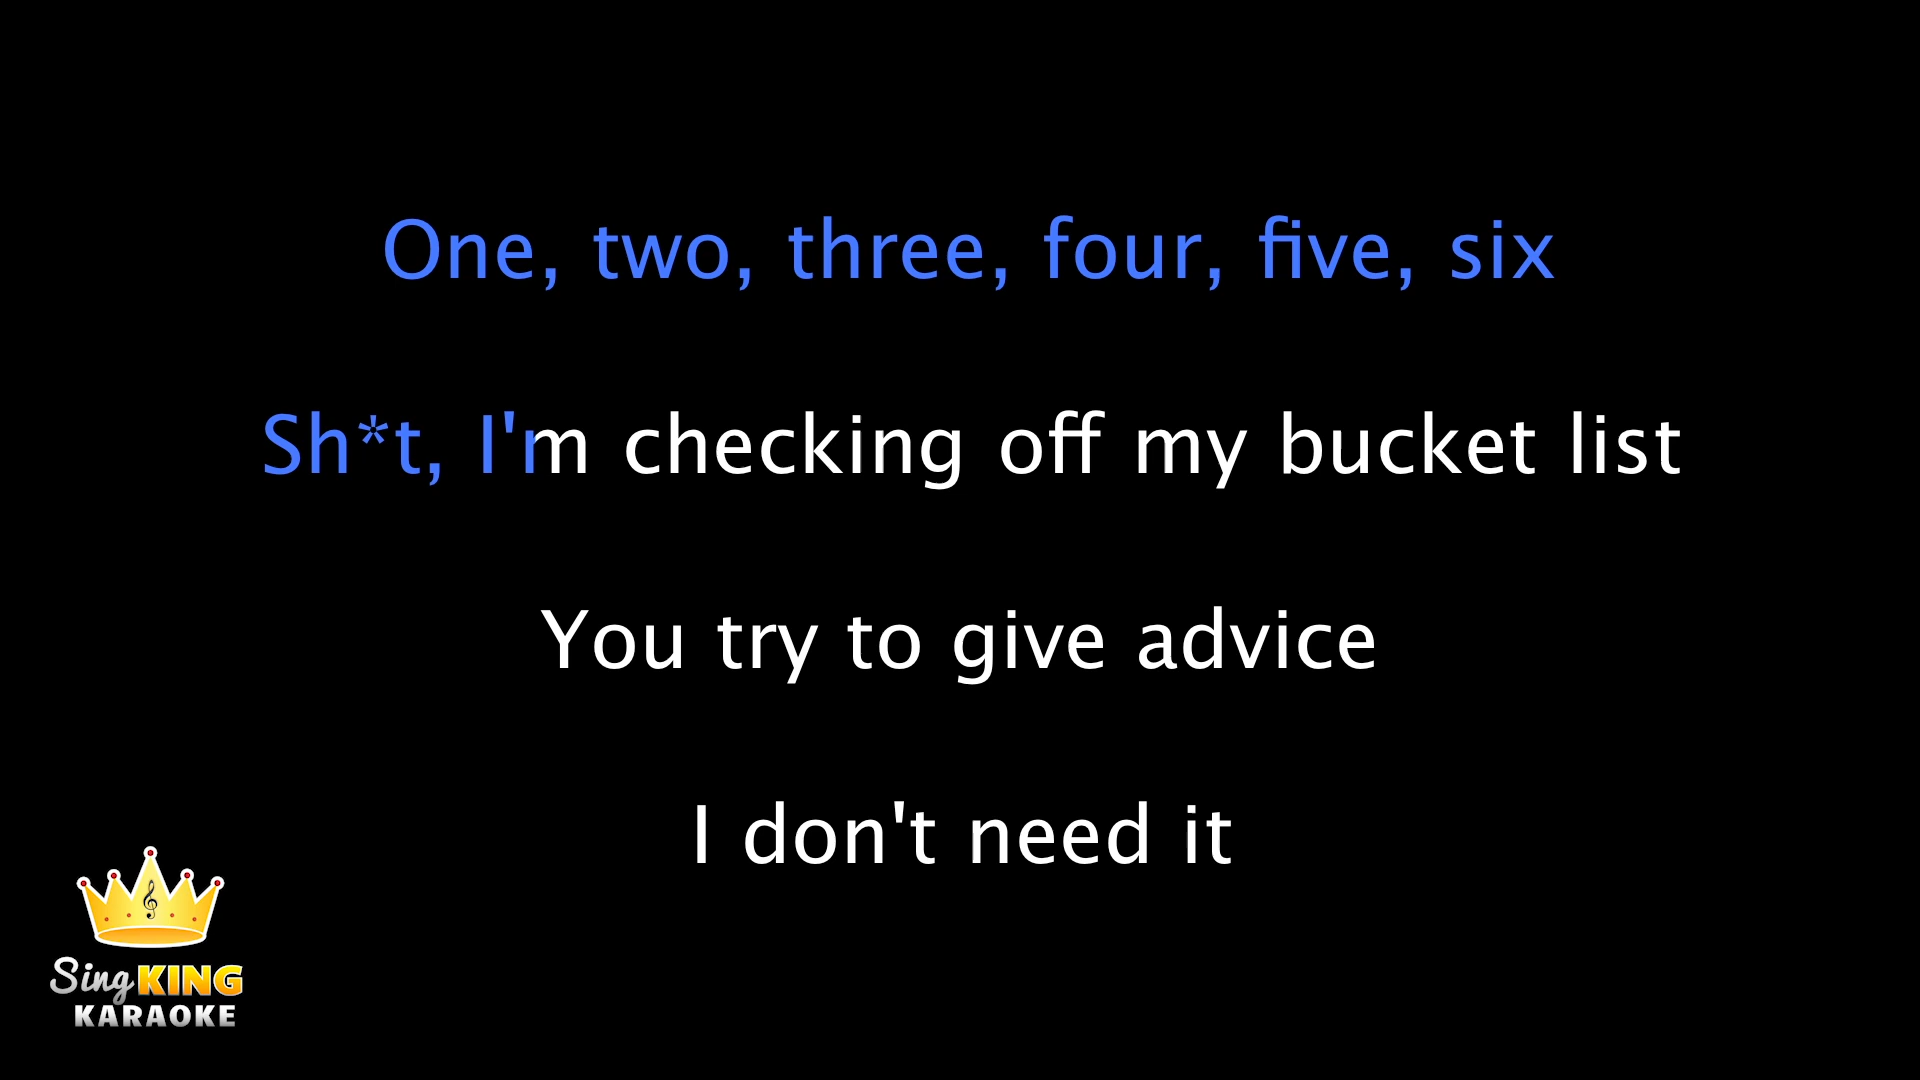 One, two, three, four, five, six
Sh*t, I'm checking off my bucket list
You try to give advice
I don't need it
Sing KING
KARAOKE